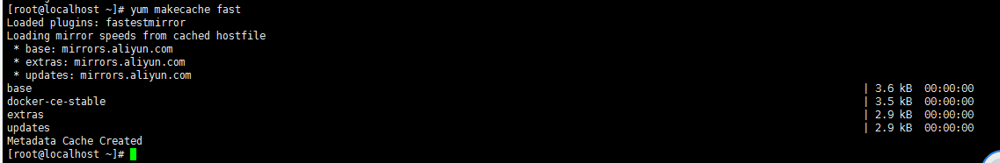 [root@localhost ~]# yum makecache fast
Loaded plugins: fastestmirror
Loading mirror speeds from cached hostfile
 * base: mirrors.aliyun.com
 * extras: mirrors.aliyun.com
 * updates: mirrors.aliyun.com
base | 3.6 kB 00:00:00
docker-ce-stable | 3.5 kB 00:00:00
extras | 2.9 kB 00:00:00
updates | 2.9 kB 00:00:00
Metadata Cache Created
[root@localhost ~]#